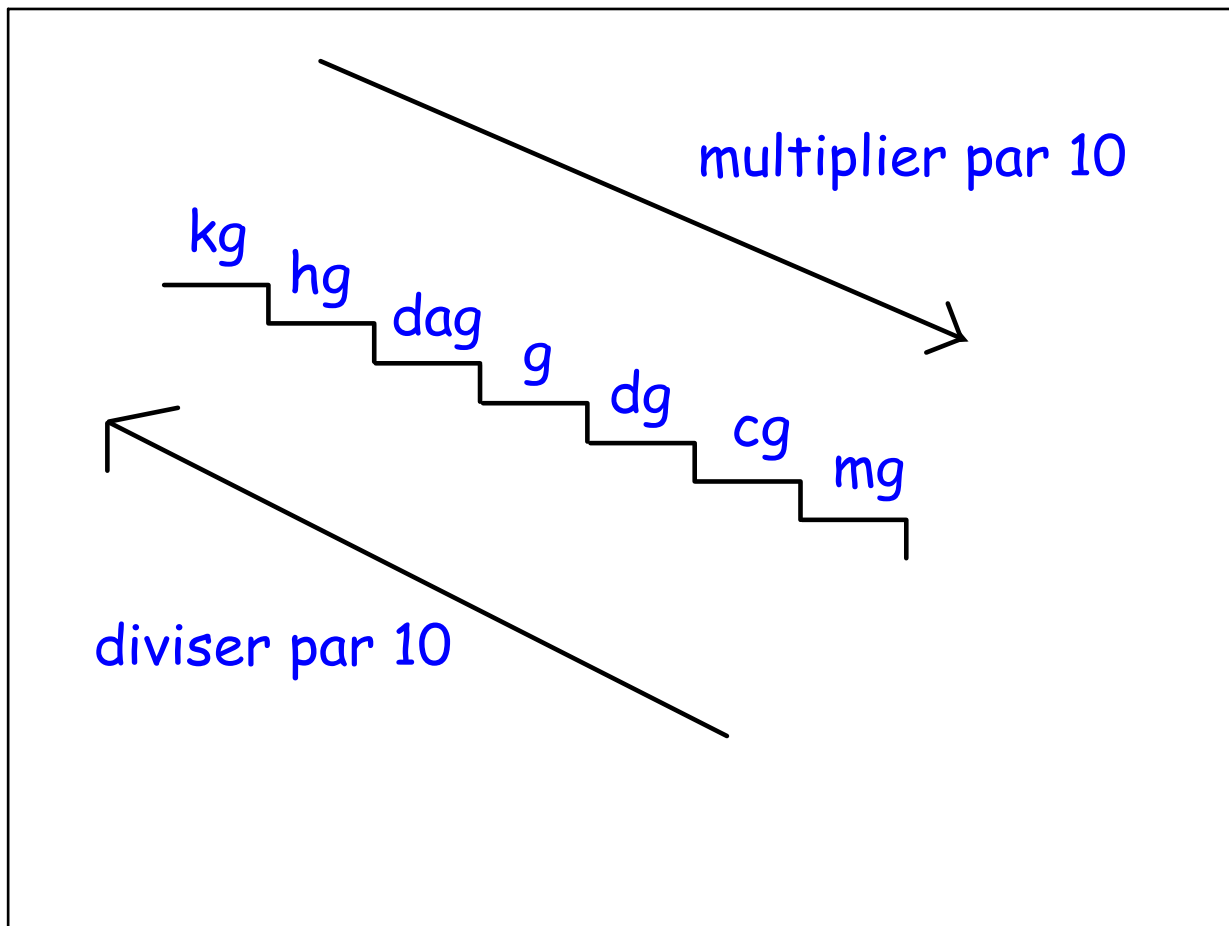 multiplier par 10
kg
hg
dag
g
dg
cg
mg
diviser par 10